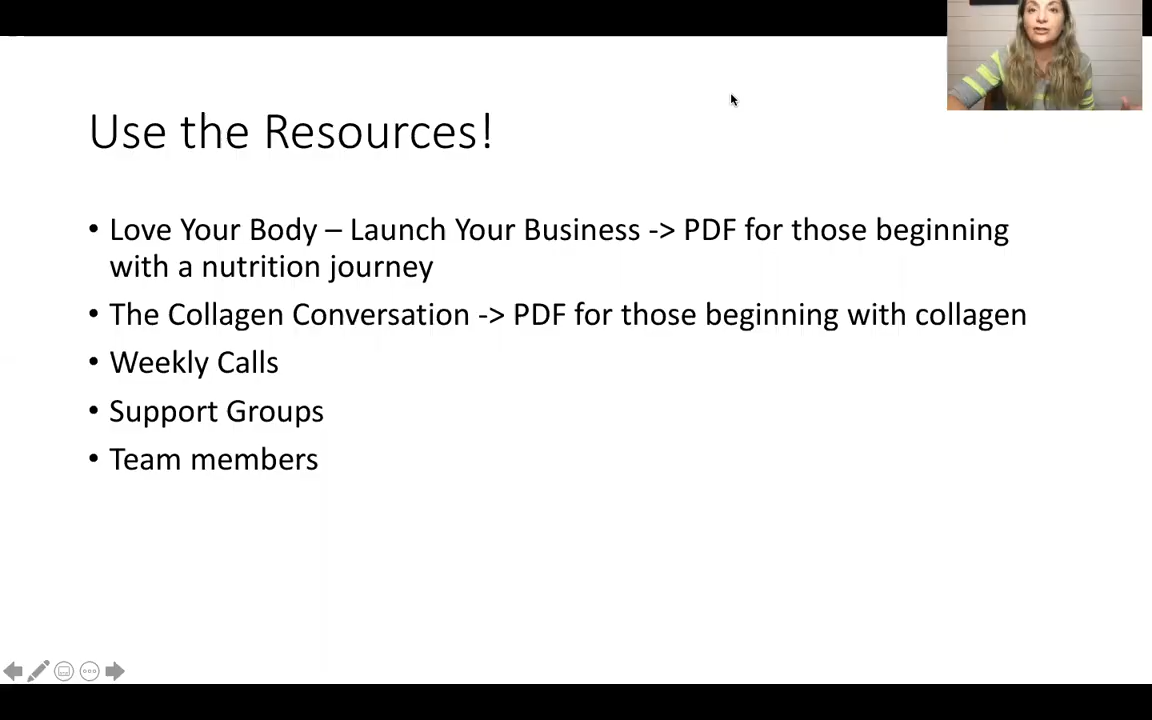 Use the Resources!
• Love Your Body – Launch Your Business -> PDF for those beginning
with a nutrition journey
• The Collagen Conversation -> PDF for those beginning with collagen
• Weekly Calls
• Support Groups
• Team members